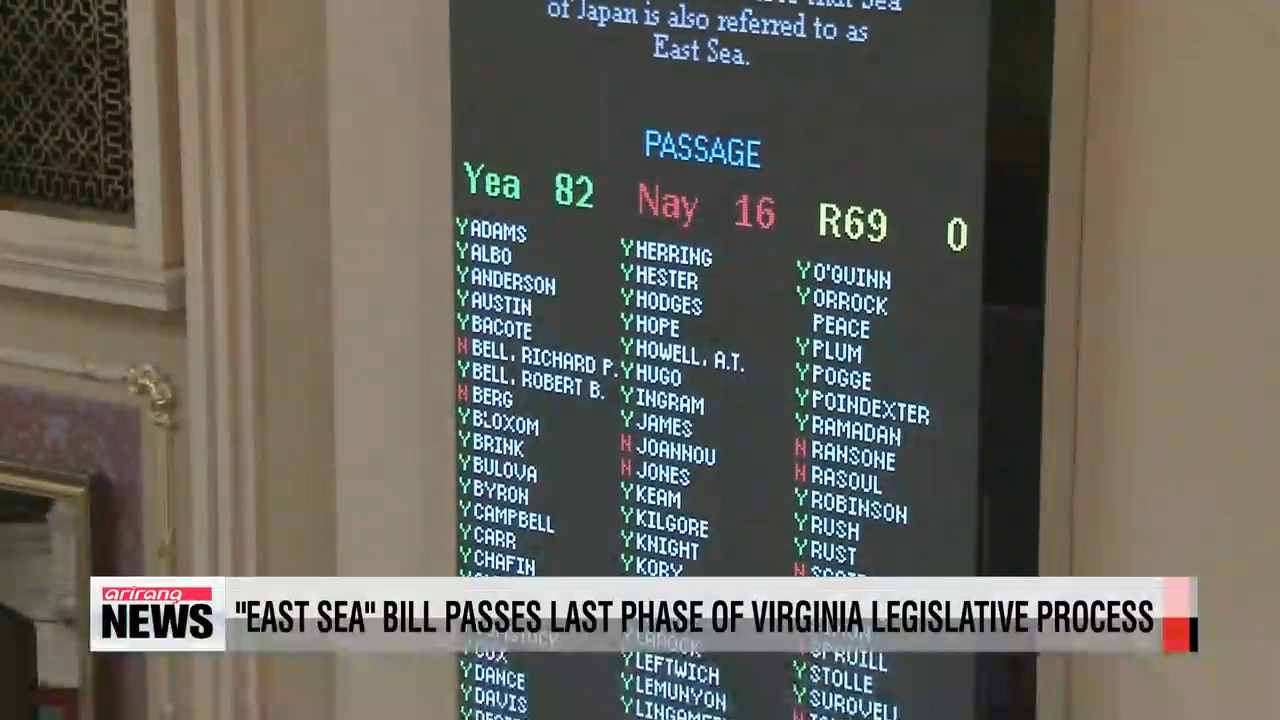 of Japan is also referred to as
East Sea.
PASSAGE
Yea 82 Nay 16 R69 0
Y ADAMS
Y ALBO
Y ANDERSON
Y AUSTIN
Y BACOTE
N BELL, RICHARD P.
Y BELL, ROBERT B.
N BERG
Y BLOXOM
Y BRINK
Y BULOVA
Y BYRON
Y CAMPBELL
Y CARR
Y CHAFIN
Y COX
Y DANCE
Y DAVIS
Y HERRING
Y HESTER
Y HODGES
Y HOPE
Y HOWELL, A.T.
Y HUGO
Y INGRAM
Y JAMES
N JOANNOU
N JONES
Y KEAM
Y KILGORE
Y KNIGHT
Y KORY
Y LEFTWICH
Y LEMUNYON
Y O'QUINN
Y ORROCK
PEACE
Y PLUM
Y POGGE
Y POINDEXTER
Y RAMADAN
N RANSONE
N RASOUL
Y ROBINSON
Y RUSH
Y RUST
SPRUILL
Y STOLLE
Y SUROVELL
arirang
NEWS
"EAST SEA" BILL PASSES LAST PHASE OF VIRGINIA LEGISLATIVE PROCESS